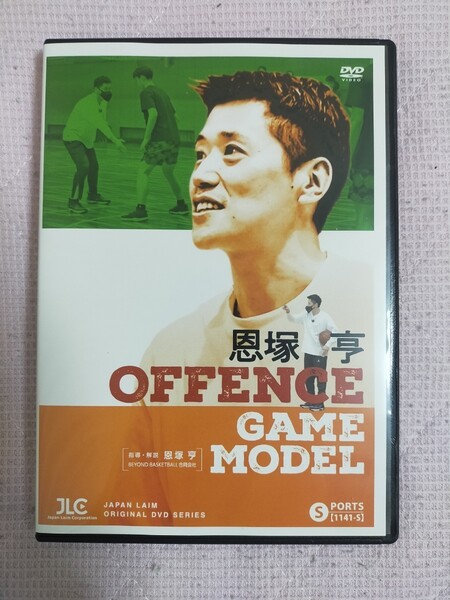 DVD
VIDEO
恩塚 亨
OFFENCE
GAME
MODEL
指導・解説 恩塚 亨
BEYOND BASKETBALL 合同会社
JLC
Japan Laim Corporation
JAPAN LAIM
ORIGINAL DVD SERIES
S PORTS
[1141-S]